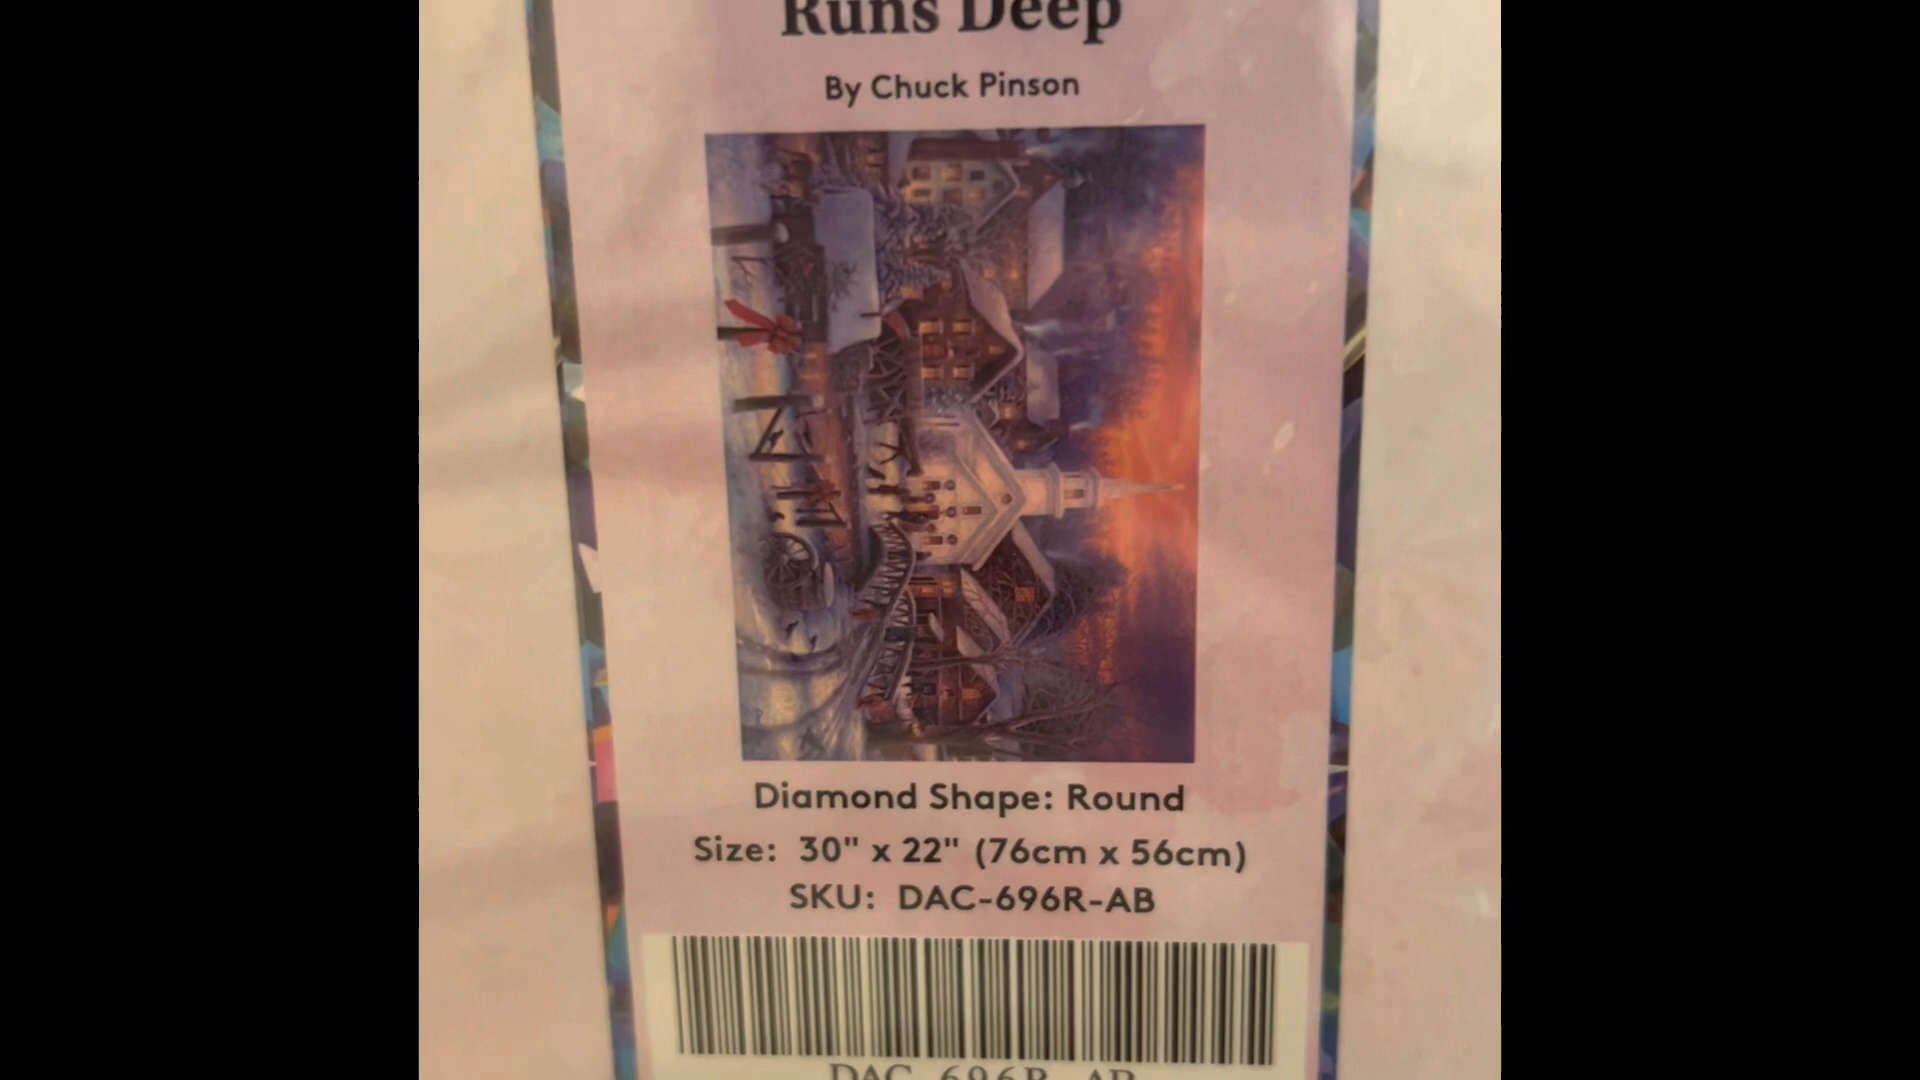 Runs Deep
By Chuck Pinson
Diamond Shape: Round
Size: 30" x 22" (76cm x 56cm)
SKU: DAC-696R-AB
DAC-696R-AB